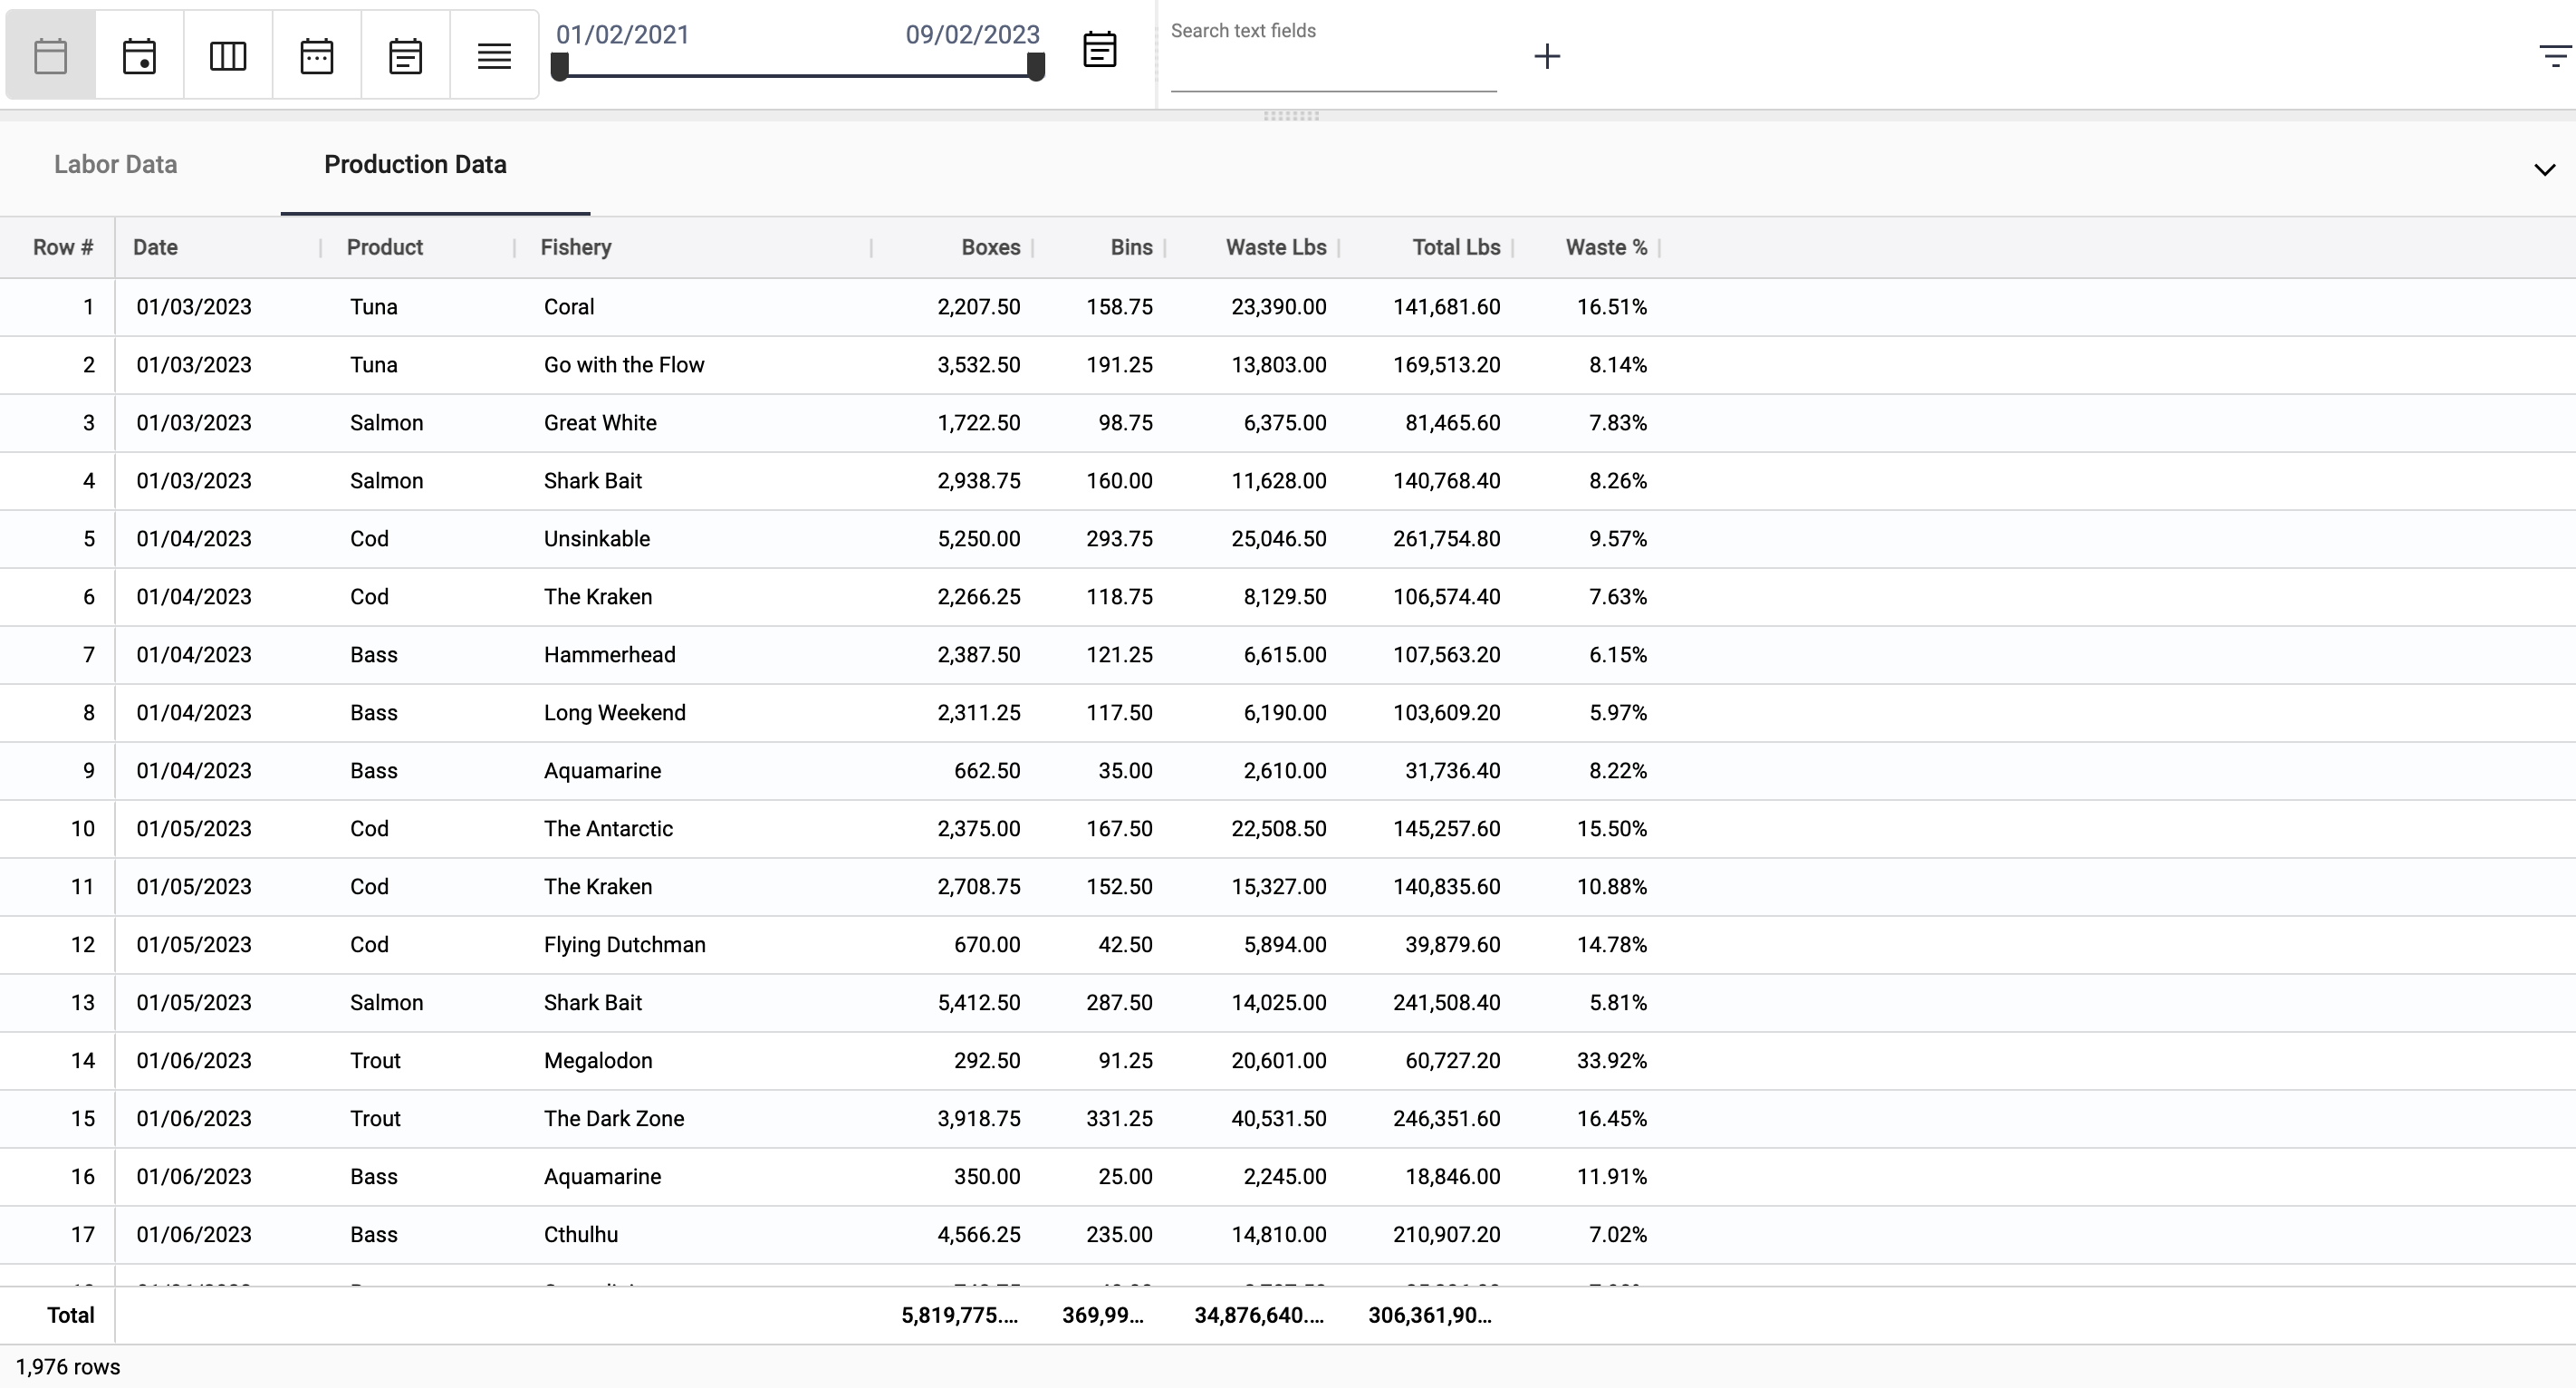 01/02/2021 09/02/2023 Search text fields
Labor Data Production Data
Row # Date Product Fishery Boxes Bins Waste Lbs Total Lbs Waste %
1 01/03/2023 Tuna Coral 2,207.50 158.75 23,390.00 141,681.60 16.51%
2 01/03/2023 Tuna Go with the Flow 3,532.50 191.25 13,803.00 169,513.20 8.14%
3 01/03/2023 Salmon Great White 1,722.50 98.75 6,375.00 81,465.60 7.83%
4 01/03/2023 Salmon Shark Bait 2,938.75 160.00 11,628.00 140,768.40 8.26%
5 01/04/2023 Cod Unsinkable 5,250.00 293.75 25,046.50 261,754.80 9.57%
6 01/04/2023 Cod The Kraken 2,266.25 118.75 8,129.50 106,574.40 7.63%
7 01/04/2023 Bass Hammerhead 2,387.50 121.25 6,615.00 107,563.20 6.15%
8 01/04/2023 Bass Long Weekend 2,311.25 117.50 6,190.00 103,609.20 5.97%
9 01/04/2023 Bass Aquamarine 662.50 35.00 2,610.00 31,736.40 8.22%
10 01/05/2023 Cod The Antarctic 2,375.00 167.50 22,508.50 145,257.60 15.50%
11 01/05/2023 Cod The Kraken 2,708.75 152.50 15,327.00 140,835.60 10.88%
12 01/05/2023 Cod Flying Dutchman 670.00 42.50 5,894.00 39,879.60 14.78%
13 01/05/2023 Salmon Shark Bait 5,412.50 287.50 14,025.00 241,508.40 5.81%
14 01/06/2023 Trout Megalodon 292.50 91.25 20,601.00 60,727.20 33.92%
15 01/06/2023 Trout The Dark Zone 3,918.75 331.25 40,531.50 246,351.60 16.45%
16 01/06/2023 Bass Aquamarine 350.00 25.00 2,245.00 18,846.00 11.91%
17 01/06/2023 Bass Cthulhu 4,566.25 235.00 14,810.00 210,907.20 7.02%
Total 5,819,775.... 369,99... 34,876,640.... 306,361,90...
1,976 rows